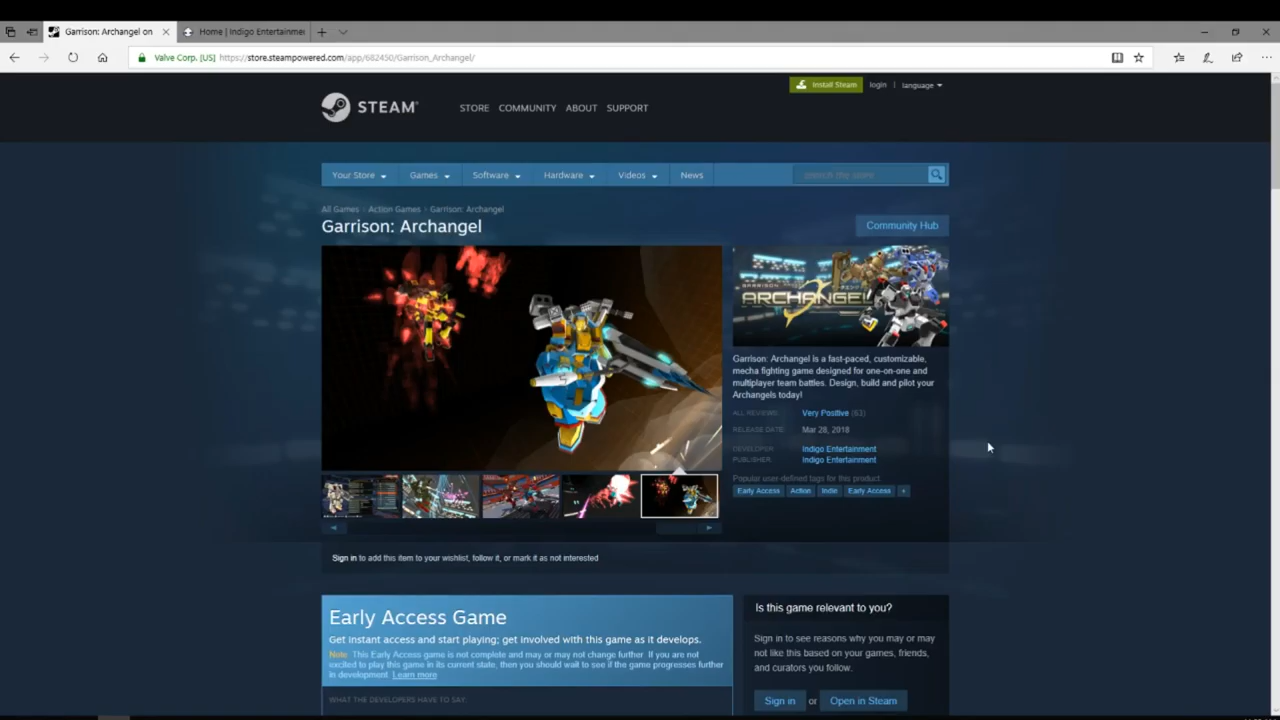 Garrison: Archangel on
Home | Indigo Entertainmen
Valve Corp. [US]
https://store.steampowered.com/app/682450/Garrison_Archangel/
Install Steam
login
language
STEAM
STORE
COMMUNITY
ABOUT
SUPPORT
Your Store
Games
Software
Hardware
Videos
News
search the store
All Games > Action Games > Garrison: Archangel
Garrison: Archangel
Community Hub
ARCHANGEL
Garrison: Archangel is a fast-paced, customizable,
mecha fighting game designed for one-on-one and
multiplayer team battles. Design, build and pilot your
Archangels today!
ALL REVIEWS: Very Positive (63)
RELEASE DATE: Mar 28, 2018
DEVELOPER: Indigo Entertainment
PUBLISHER: Indigo Entertainment
Popular user-defined tags for this product:
Early Access
Action
Indie
Early Access
+
Sign in to add this item to your wishlist, follow it, or mark it as not interested
Early Access Game
Get instant access and start playing; get involved with this game as it develops.
Note: This Early Access game is not complete and may or may not change further. If you are not
excited to play this game in its current state, then you should wait to see if the game progresses further
in development. Learn more
WHAT THE DEVELOPERS HAVE TO SAY:
Is this game relevant to you?
Sign in to see reasons why you may or may
not like this based on your games, friends,
and curators you follow.
Sign in or Open in Steam